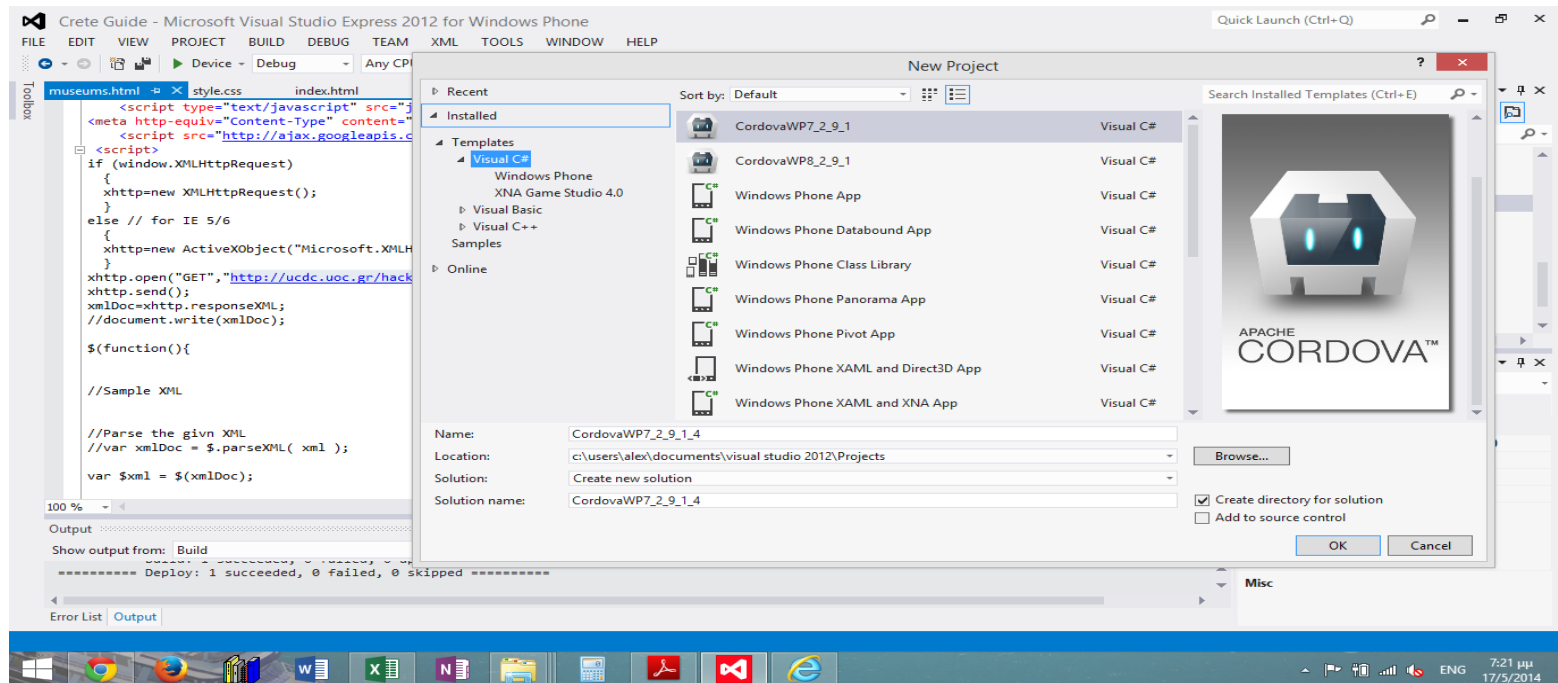 Crete Guide - Microsoft Visual Studio Express 2012 for Windows Phone
Quick Launch (Ctrl+Q)
FILE EDIT VIEW PROJECT BUILD DEBUG TEAM XML TOOLS WINDOW HELP
Device Debug Any CPU
Toolbox
museums.html style.css index.html
<script type="text/javascript" src="j
<meta http-equiv="Content-Type" content="
<script src="http://ajax.googleapis.c
<script>
if (window.XMLHttpRequest)
{
xhttp=new XMLHttpRequest();
}
else // for IE 5/6
{
xhttp=new ActiveXObject("Microsoft.XMLH
}
xhttp.open("GET","http://ucdc.uoc.gr/hack
xhttp.send();
xmlDoc=xhttp.responseXML;
//document.write(xmlDoc);
$(function(){
//Sample XML
//Parse the givn XML
//var xmlDoc = $.parseXML( xml );
var $xml = $(xmlDoc);
100 %
Output
Show output from: Build
========== Deploy: 1 succeeded, 0 failed, 0 skipped ==========
Error List Output
New Project
?
Recent
Installed
Templates
Visual C#
Windows Phone
XNA Game Studio 4.0
Visual Basic
Visual C++
Samples
Online
Sort by: Default
Search Installed Templates (Ctrl+E)
CordovaWP7_2_9_1 Visual C#
CordovaWP8_2_9_1 Visual C#
Windows Phone App Visual C#
Windows Phone Databound App Visual C#
Windows Phone Class Library Visual C#
Windows Phone Panorama App Visual C#
Windows Phone Pivot App Visual C#
Windows Phone XAML and Direct3D App Visual C#
Windows Phone XAML and XNA App Visual C#
APACHE
CORDOVA™
Name: CordovaWP7_2_9_1_4
Location: c:\users\alex\documents\visual studio 2012\Projects
Browse...
Solution: Create new solution
Solution name: CordovaWP7_2_9_1_4
Create directory for solution
Add to source control
OK Cancel
Misc
ENG
7:21 μμ
17/5/2014